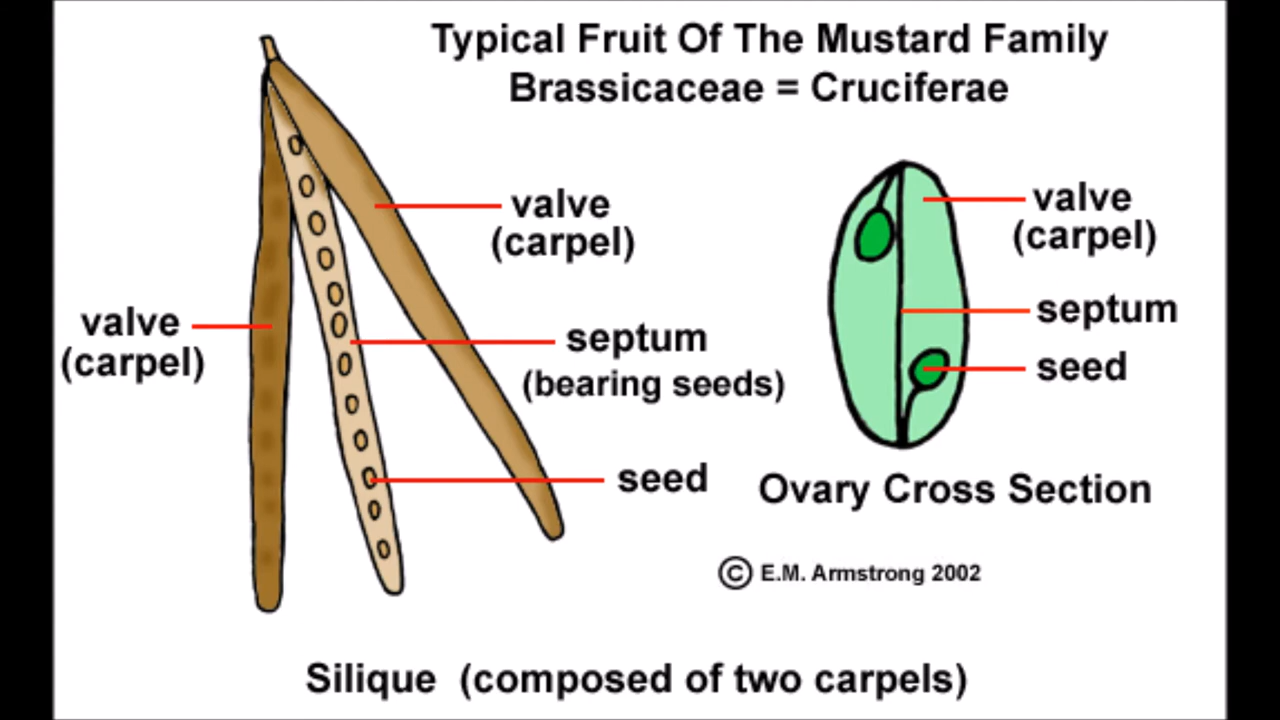 Typical Fruit Of The Mustard Family
Brassicaceae = Cruciferae
valve
(carpel)
valve
(carpel)
septum
(bearing seeds)
seed
valve
(carpel)
septum
seed
Ovary Cross Section
© E.M. Armstrong 2002
Silique (composed of two carpels)